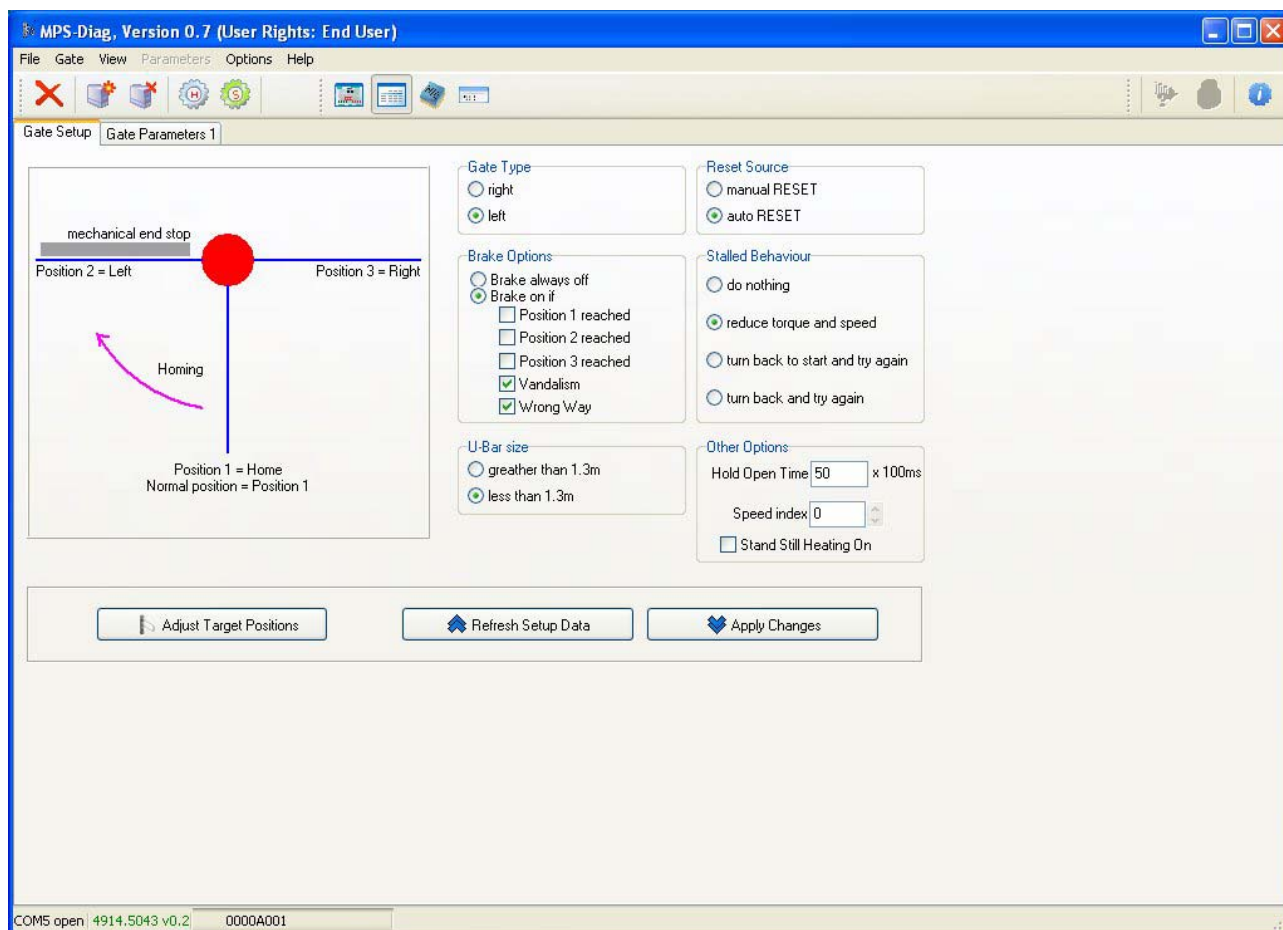 MPS-Diag, Version 0.7 (User Rights: End User)
File Gate View Parameters Options Help
H S
Gate Setup Gate Parameters 1
mechanical end stop
Position 2 = Left
Position 3 = Right
Homing
Position 1 = Home
Normal position = Position 1
Gate Type
right
left
Reset Source
manual RESET
auto RESET
Brake Options
Brake always off
Brake on if
Position 1 reached
Position 2 reached
Position 3 reached
Vandalism
Wrong Way
Stalled Behaviour
do nothing
reduce torque and speed
turn back to start and try again
turn back and try again
U-Bar size
greather than 1.3m
less than 1.3m
Other Options
Hold Open Time 50 x 100ms
Speed index 0
Stand Still Heating On
Adjust Target Positions
Refresh Setup Data
Apply Changes
COM5 open 4914.5043 v0.2 0000A001